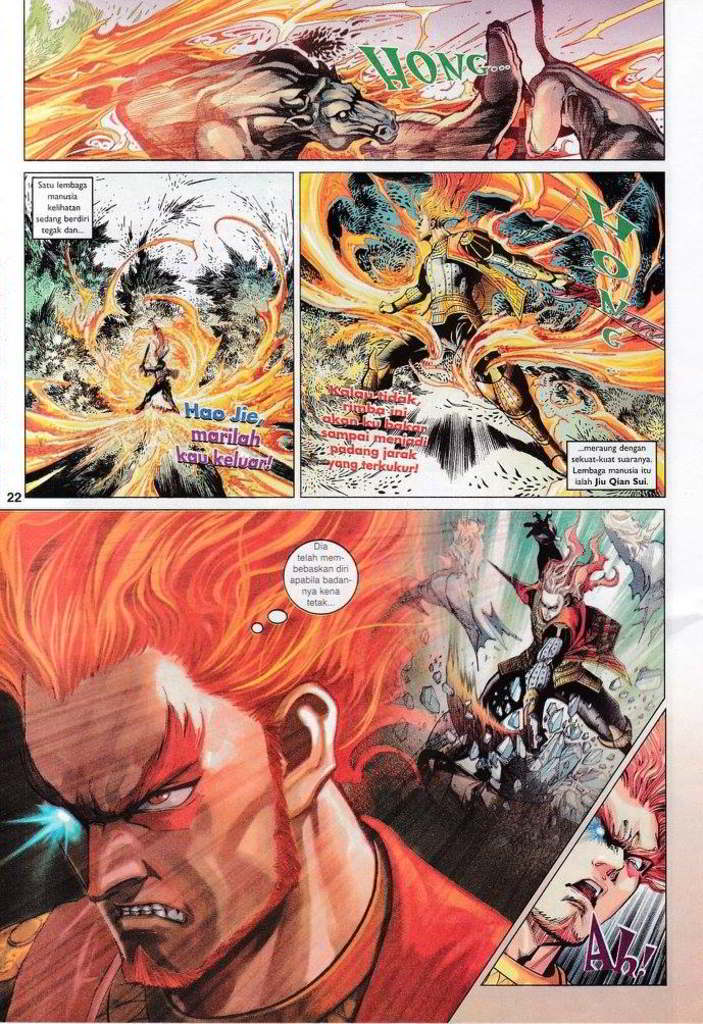 HONG...
Satu lembaga
manusia
kelihatan
sedang berdiri
tegak dan...
Hao Jie,
marilah
kau keluar!
HONG
Kalau tidak,
rimba ini
akan ku bakar
sampai menjadi
padang jarak
yang terkukur!
...meraung dengan
sekuat-kuat suaranya.
Lembaga manusia itu
ialah Jiu Qian Sui.
22
Dia
telah mem-
bebaskan diri
apabila badan-
nya kena
tetak...
Ah!